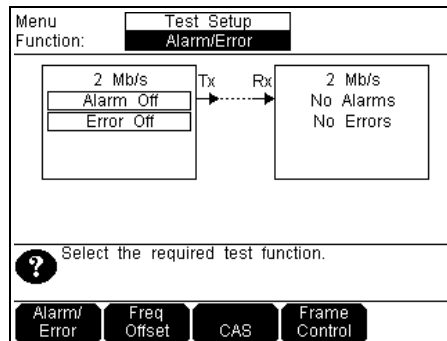 Menu Test Setup
Function: Alarm/Error
2 Mb/s Tx Rx 2 Mb/s
Alarm Off No Alarms
Error Off No Errors
? Select the required test function.
Alarm/ Freq Frame
Error Offset CAS Control